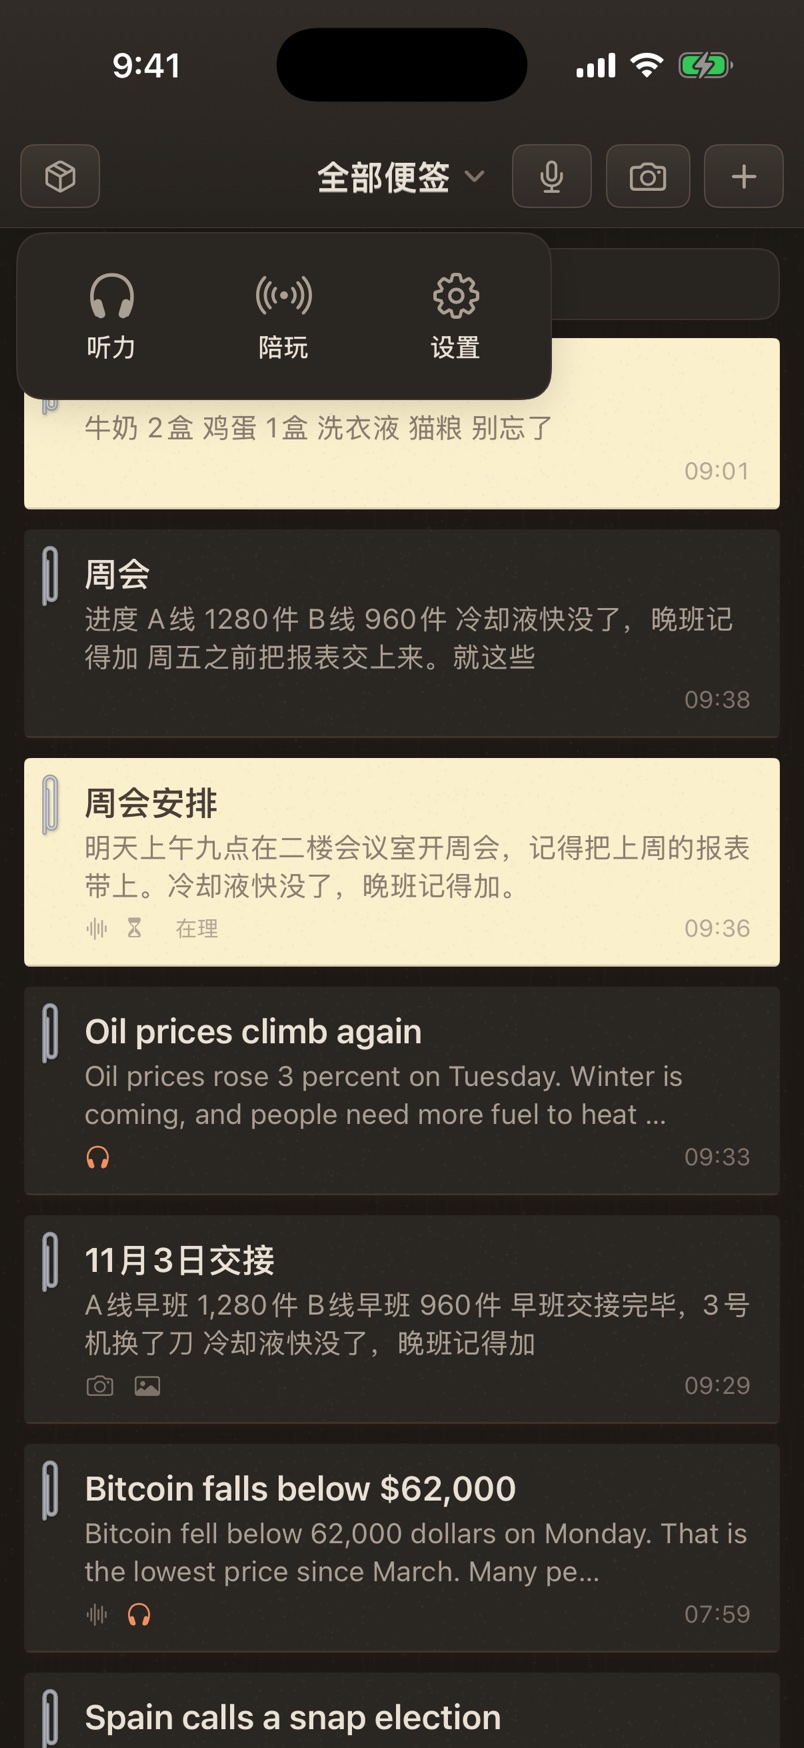 9:41
全部便签
听力 陪玩 设置
牛奶 2盒 鸡蛋 1盒 洗衣液 猫粮 别忘了
09:01
周会
进度 A线 1280件 B线 960件 冷却液快没了，晚班记
得加 周五之前把报表交上来。就这些
09:38
周会安排
明天上午九点在二楼会议室开周会，记得把上周的报表
带上。冷却液快没了，晚班记得加。
在理 09:36
Oil prices climb again
Oil prices rose 3 percent on Tuesday. Winter is
coming, and people need more fuel to heat ...
09:33
11月3日交接
A线早班 1,280件 B线早班 960件 早班交接完毕，3号
机换了刀 冷却液快没了，晚班记得加
09:29
Bitcoin falls below $62,000
Bitcoin fell below 62,000 dollars on Monday. That is
the lowest price since March. Many pe...
07:59
Spain calls a snap election